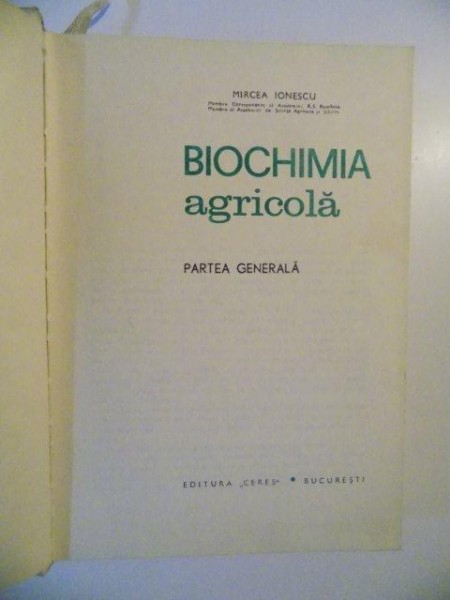 MIRCEA IONESCU
Membru Corespondent al Academiei R.S. România
Membru al Academiei de Științe Agricole și Silvice
BIOCHIMIA
agricolă
PARTEA GENERALĂ
EDITURA „CERES“ • BUCUREȘTI